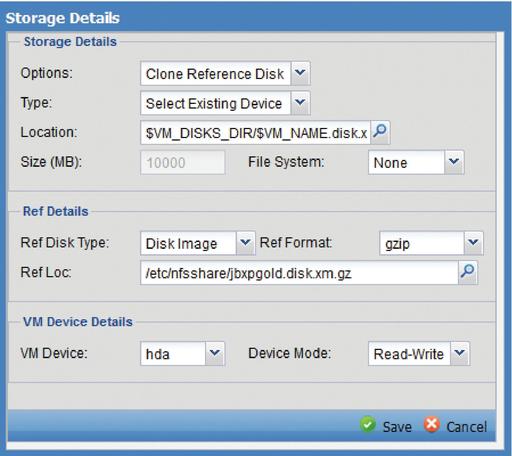 Storage Details
Storage Details
Options: Clone Reference Disk
Type: Select Existing Device
Location: $VM_DISKS_DIR/$VM_NAME.disk.x
Size (MB): 10000 File System: None
Ref Details
Ref Disk Type: Disk Image Ref Format: gzip
Ref Loc: /etc/nfsshare/jbxpgold.disk.xm.gz
VM Device Details
VM Device: hda Device Mode: Read-Write
Save Cancel